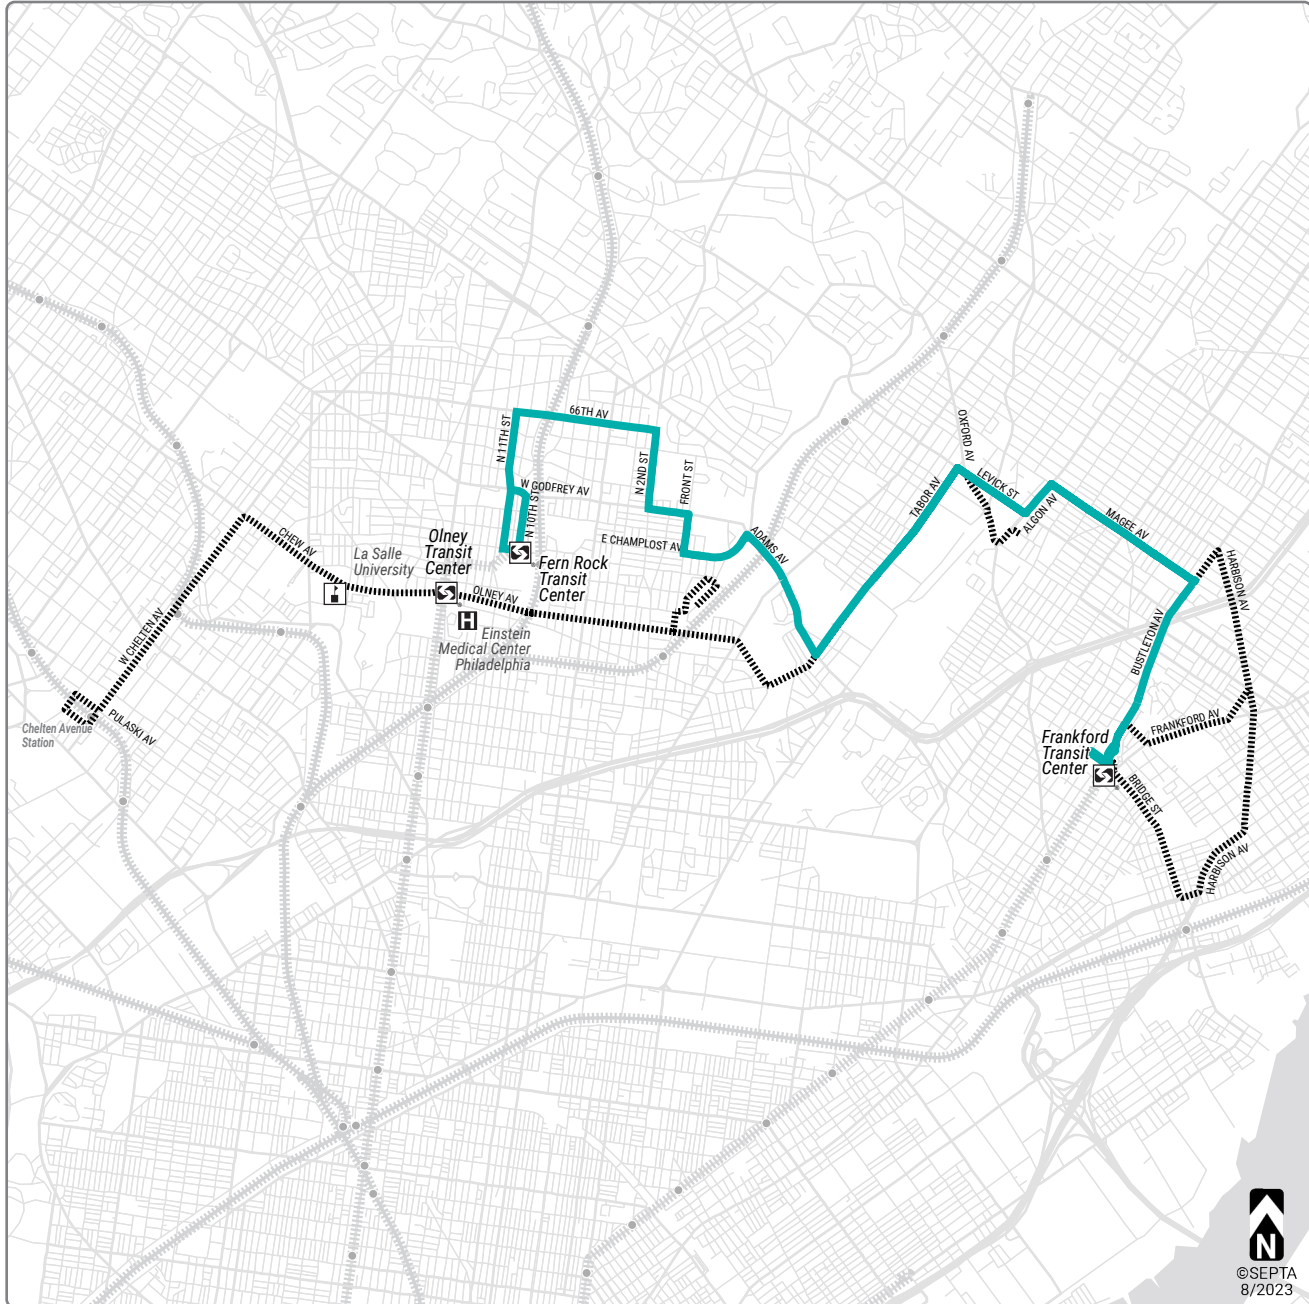 66TH AV
N 11TH ST
OXFORD AV
N 2ND ST
FRONT ST
LEVICK ST
W GODFREY AV
TABOR AV
N 10TH ST
ALGON AV
MAGEE AV
CHEW AV
Olney
Transit
Center
La Salle
University
E CHAMPLOST AV
ADAMS AV
Fern Rock
Transit
Center
HARBISON AV
OLNEY AV
W CHELTEN AV
H
Einstein
Medical Center
Philadelphia
BUSTLETON AV
PULASKI AV
Chelten Avenue
Station
FRANKFORD AV
Frankford
Transit
Center
BRIDGE ST
HARBISON AV
N
©SEPTA
8/2023